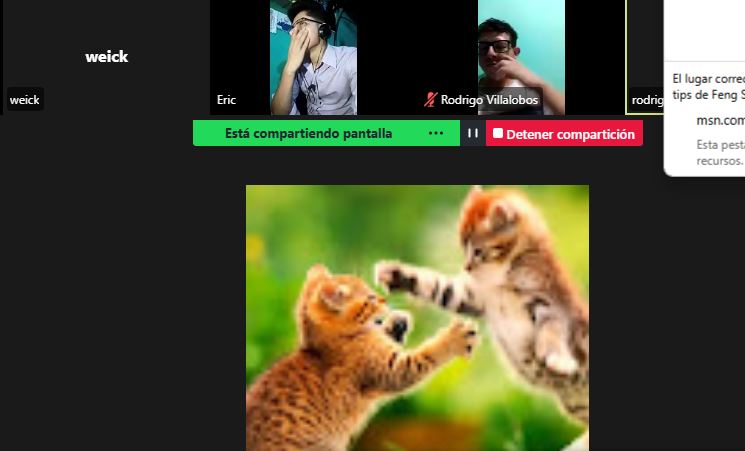 weick
weick
Eric
Rodrigo Villalobos
rodrig
Está compartiendo pantalla
Detener compartición
El lugar correc
tips de Feng S
msn.com
Esta pest
recursos.